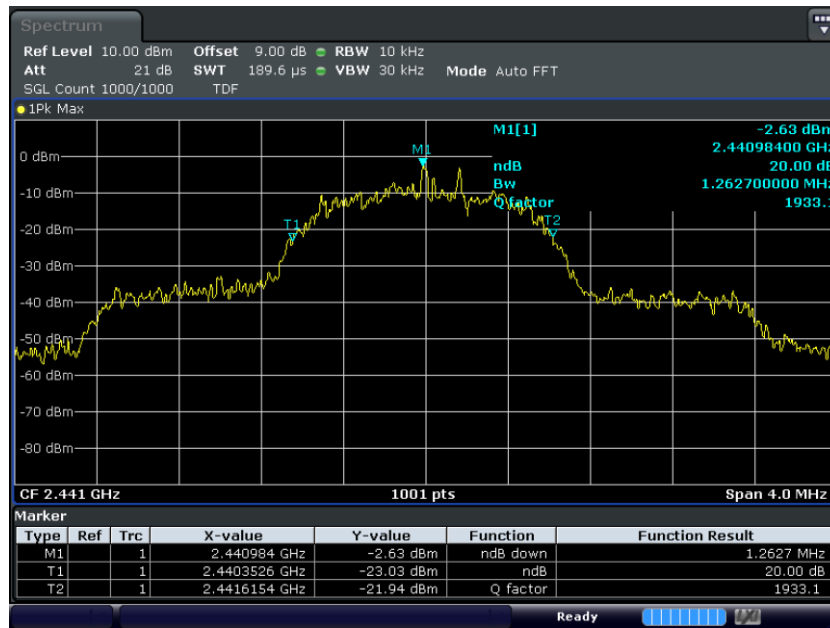 Spectrum
Ref Level 10.00 dBm Offset 9.00 dB RBW 10 kHz
Att 21 dB SWT 189.6 µs VBW 30 kHz Mode Auto FFT
SGL Count 1000/1000 TDF
1Pk Max
M1[1] -2.63 dBm
2.44098400 GHz
M1
0 dBm
ndB 20.00 dB
Bw 1.262700000 MHz
-10 dBm
Q factor 1933.1
T1 T2
-20 dBm
-30 dBm
-40 dBm
-50 dBm
-60 dBm
-70 dBm
-80 dBm
CF 2.441 GHz 1001 pts Span 4.0 MHz
Marker
Type Ref Trc X-value Y-value Function Function Result
M1 1 2.440984 GHz -2.63 dBm ndB down 1.2627 MHz
T1 1 2.4403526 GHz -23.03 dBm ndB 20.00 dB
T2 1 2.4416154 GHz -21.94 dBm Q factor 1933.1
Ready